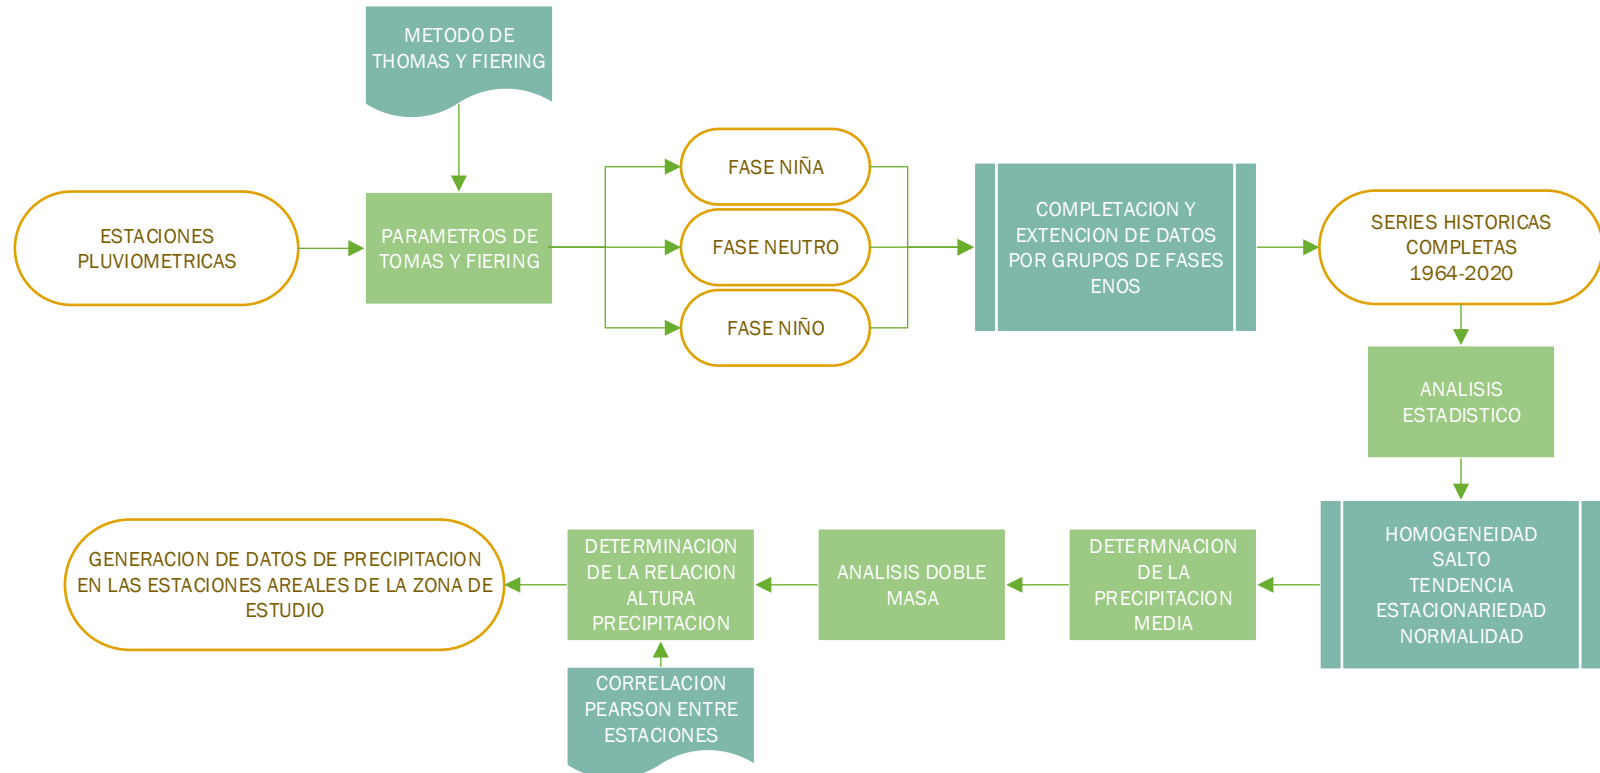 METODO DE
THOMAS Y FIERING
ESTACIONES
PLUVIOMETRICAS
PARAMETROS DE
TOMAS Y FIERING
FASE NIÑA
FASE NEUTRO
FASE NIÑO
COMPLETACION Y
EXTENCION DE DATOS
POR GRUPOS DE FASES
ENOS
SERIES HISTORICAS
COMPLETAS
1964-2020
ANALISIS
ESTADISTICO
HOMOGENEIDAD
SALTO
TENDENCIA
ESTACIONARIEDAD
NORMALIDAD
DETERMNACION
DE LA
PRECIPITACION
MEDIA
ANALISIS DOBLE
MASA
DETERMINACION
DE LA RELACION
ALTURA
PRECIPITACION
CORRELACION
PEARSON ENTRE
ESTACIONES
GENERACION DE DATOS DE PRECIPITACION
EN LAS ESTACIONES AREALES DE LA ZONA DE
ESTUDIO